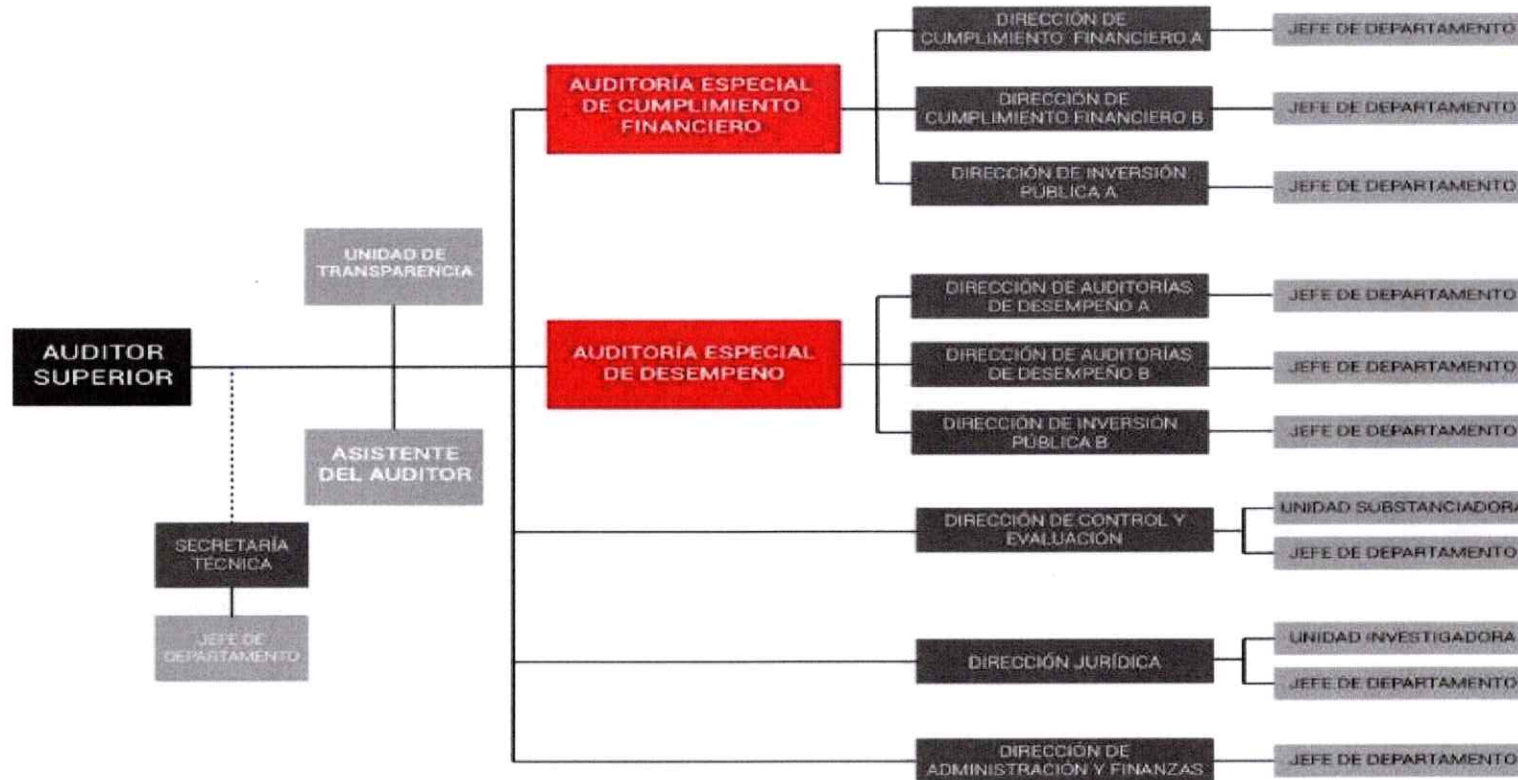 AUDITOR
SUPERIOR
UNIDAD DE
TRANSPARENCIA
ASISTENTE
DEL AUDITOR
SECRETARÍA
TÉCNICA
JEFE DE
DEPARTAMENTO
AUDITORÍA ESPECIAL
DE CUMPLIMIENTO
FINANCIERO
DIRECCIÓN DE
CUMPLIMIENTO FINANCIERO A
JEFE DE DEPARTAMENTO
DIRECCIÓN DE
CUMPLIMIENTO FINANCIERO B
JEFE DE DEPARTAMENTO
DIRECCIÓN DE INVERSIÓN
PÚBLICA A
JEFE DE DEPARTAMENTO
AUDITORÍA ESPECIAL
DE DESEMPEÑO
DIRECCIÓN DE AUDITORÍAS
DE DESEMPEÑO A
JEFE DE DEPARTAMENTO
DIRECCIÓN DE AUDITORÍAS
DE DESEMPEÑO B
JEFE DE DEPARTAMENTO
DIRECCIÓN DE INVERSIÓN
PÚBLICA B
JEFE DE DEPARTAMENTO
DIRECCIÓN DE CONTROL Y
EVALUACIÓN
UNIDAD SUBSTANCIADORA
JEFE DE DEPARTAMENTO
DIRECCIÓN JURÍDICA
UNIDAD INVESTIGADORA
JEFE DE DEPARTAMENTO
DIRECCIÓN DE
ADMINISTRACIÓN Y FINANZAS
JEFE DE DEPARTAMENTO